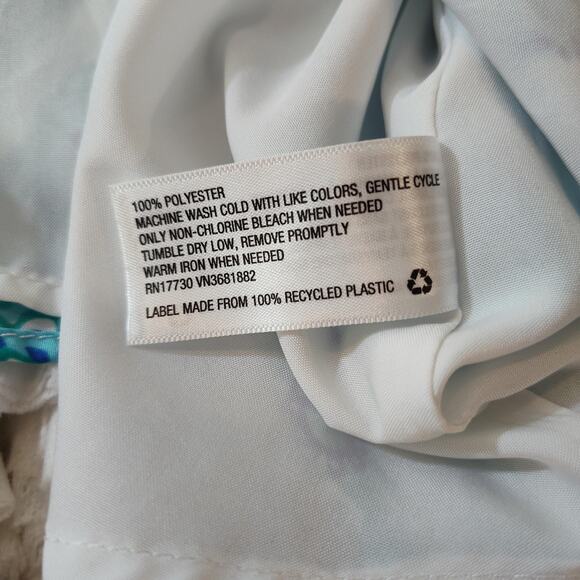 100% POLYESTER
MACHINE WASH COLD WITH LIKE COLORS, GENTLE CYCLE
ONLY NON-CHLORINE BLEACH WHEN NEEDED
TUMBLE DRY LOW, REMOVE PROMPTLY
WARM IRON WHEN NEEDED
RN17730 VN3681882
LABEL MADE FROM 100% RECYCLED PLASTIC